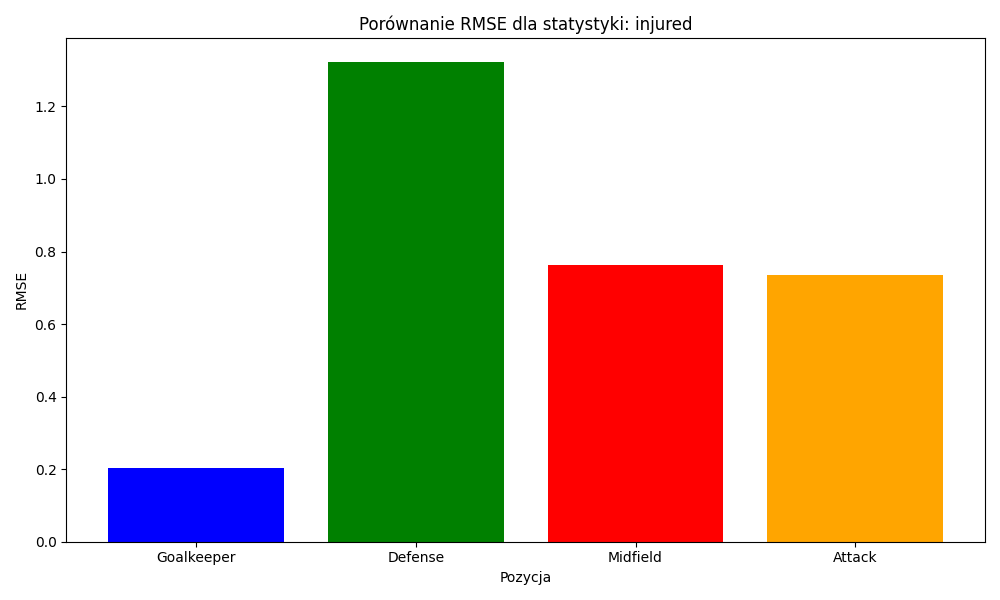 Porównanie RMSE dla statystyki: injured
RMSE
1.2
1.0
0.8
0.6
0.4
0.2
0.0
Goalkeeper Defense Midfield Attack
Pozycja